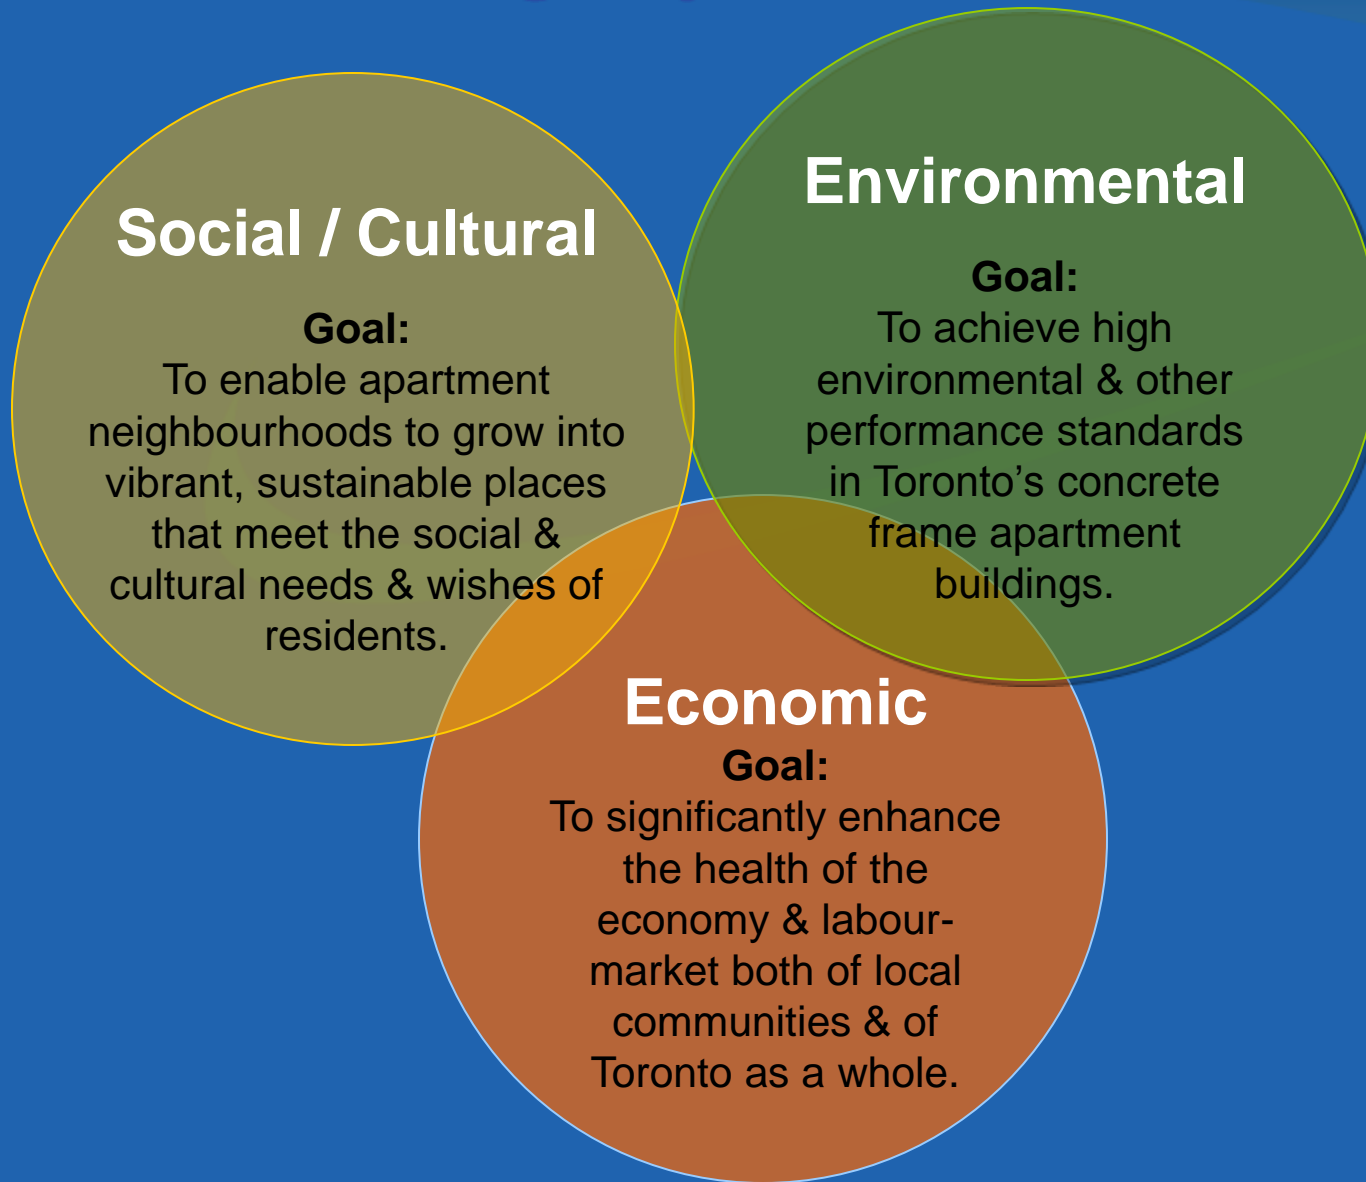 Social / Cultural
Goal:
To enable apartment
neighbourhoods to grow into
vibrant, sustainable places
that meet the social &
cultural needs & wishes of
residents.
Environmental
Goal:
To achieve high
environmental & other
performance standards
in Toronto’s concrete
frame apartment
buildings.
Economic
Goal:
To significantly enhance
the health of the
economy & labour-
market both of local
communities & of
Toronto as a whole.